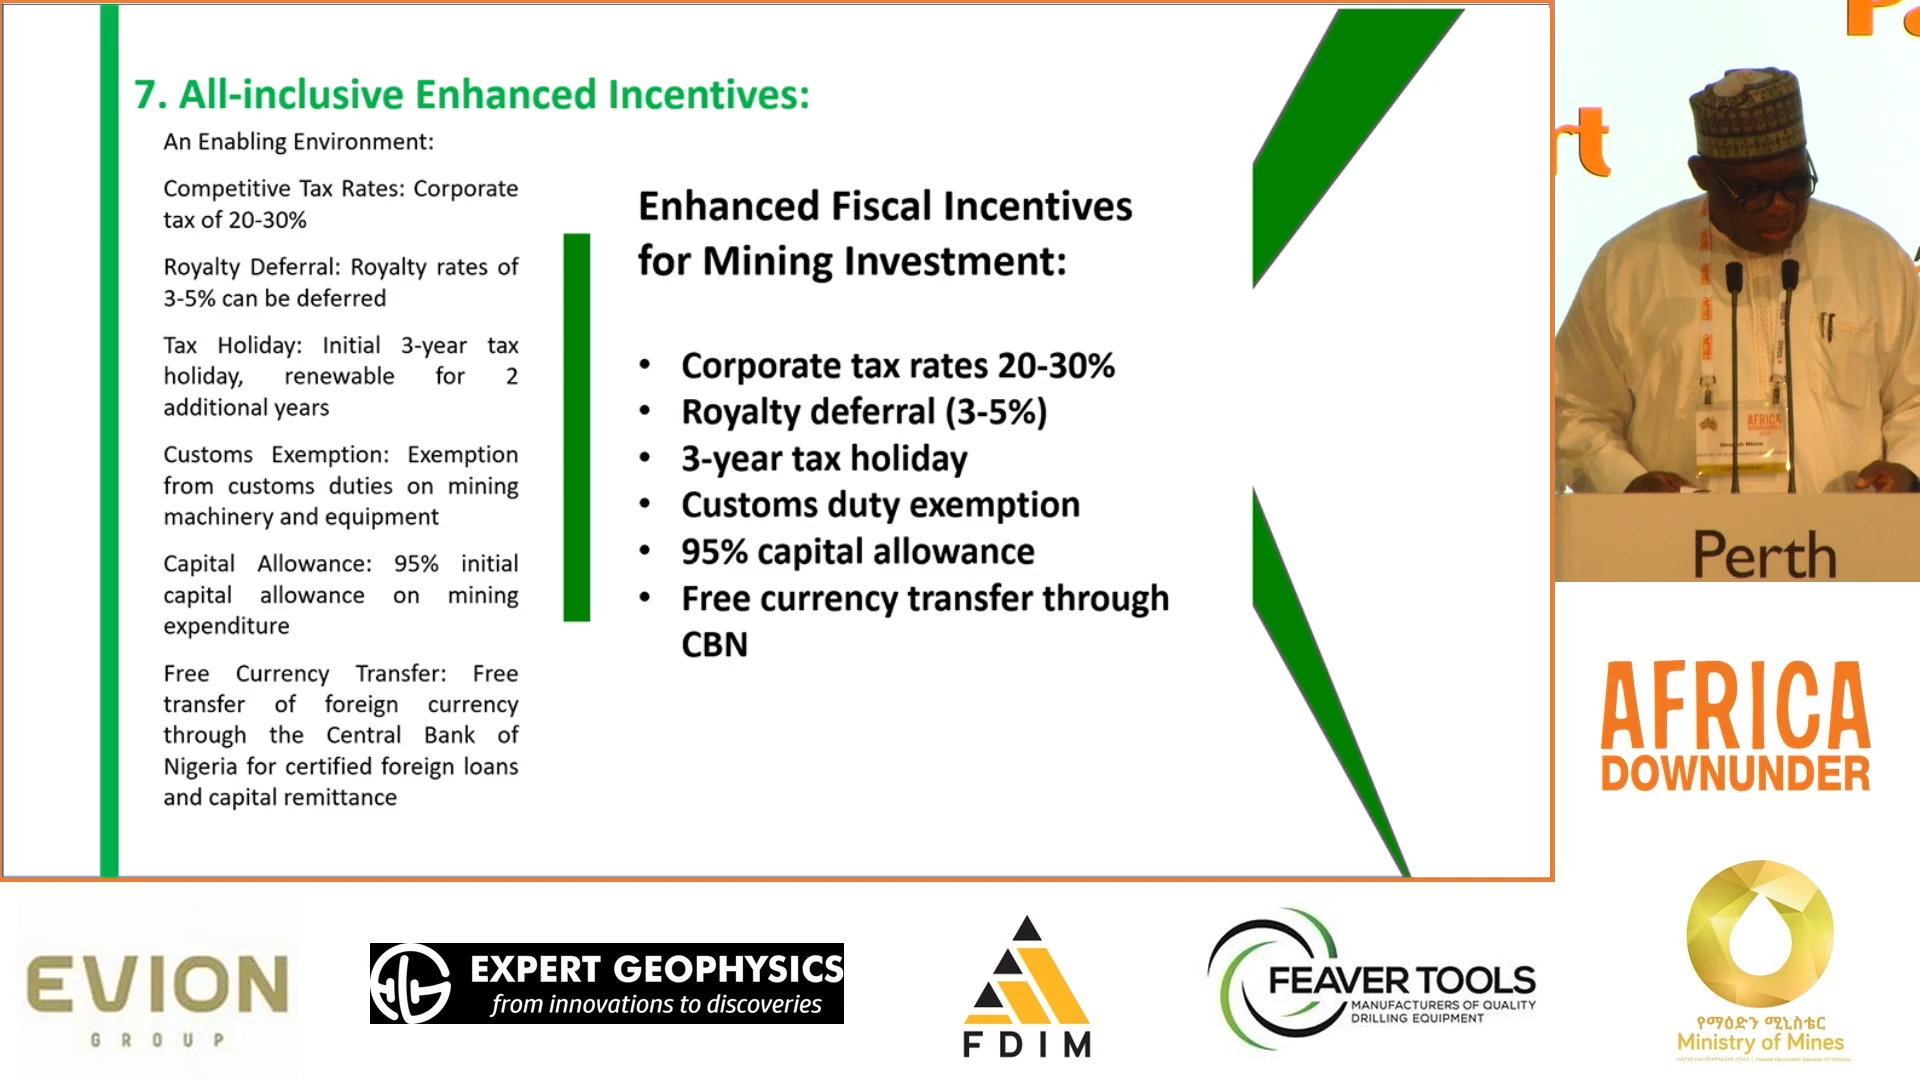 7. All-inclusive Enhanced Incentives:
An Enabling Environment:
Competitive Tax Rates: Corporate
tax of 20-30%
Royalty Deferral: Royalty rates of
3-5% can be deferred
Tax Holiday: Initial 3-year tax
holiday, renewable for 2
additional years
Customs Exemption: Exemption
from customs duties on mining
machinery and equipment
Capital Allowance: 95% initial
capital allowance on mining
expenditure
Free Currency Transfer: Free
transfer of foreign currency
through the Central Bank of
Nigeria for certified foreign loans
and capital remittance
Enhanced Fiscal Incentives
for Mining Investment:
• Corporate tax rates 20-30%
• Royalty deferral (3-5%)
• 3-year tax holiday
• Customs duty exemption
• 95% capital allowance
• Free currency transfer through
CBN
rt
AFRICA
Perth
AFRICA
DOWNUNDER
EVION
GROUP
EXPERT GEOPHYSICS
from innovations to discoveries
FDIM
FEAVER TOOLS
MANUFACTURERS OF QUALITY
DRILLING EQUIPMENT
የማዕድን ሚኒስቴር
Ministry of Mines